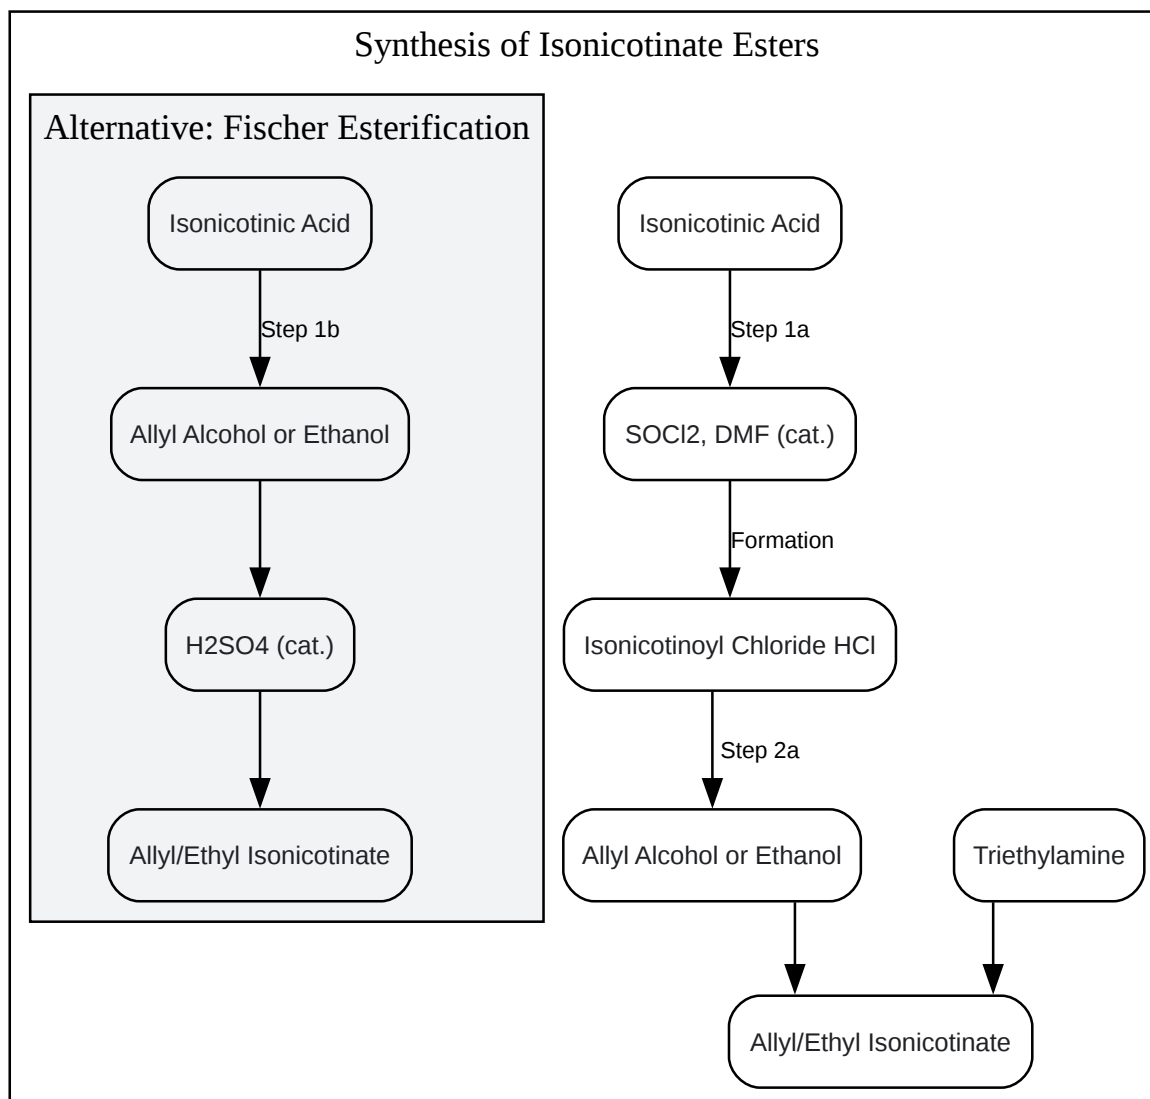 Synthesis of Isonicotinate Esters
Alternative: Fischer Esterification
Isonicotinic Acid
Step 1b
Allyl Alcohol or Ethanol
H2SO4 (cat.)
Allyl/Ethyl Isonicotinate
Isonicotinic Acid
Step 1a
SOCl2, DMF (cat.)
Formation
Isonicotinoyl Chloride HCl
Step 2a
Allyl Alcohol or Ethanol
Triethylamine
Allyl/Ethyl Isonicotinate